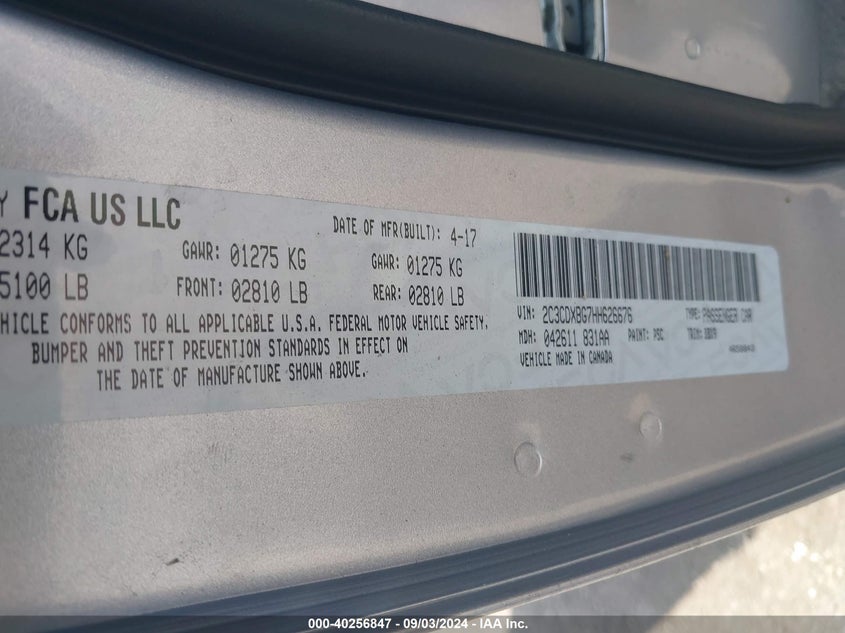 Y FCA US LLC
2314 KG
5100 LB
GAWR: 01275 KG
FRONT: 02810 LB
DATE OF MFR(BUILT): 4-17
GAWR: 01275 KG
REAR: 02810 LB
HICLE CONFORMS TO ALL APPLICABLE U.S.A. FEDERAL MOTOR VEHICLE SAFETY,
BUMPER AND THEFT PREVENTION STANDARDS IN EFFECT ON
THE DATE OF MANUFACTURE SHOWN ABOVE.
VIN: 2C3CDXBG7HH626676
TYPE: PASSENGER CAR
MDH: 042611 831AA
PAINT: PSC
TRIM:
VEHICLE MADE IN CANADA
000-40256847 - 09/03/2024 - © IAA Inc.